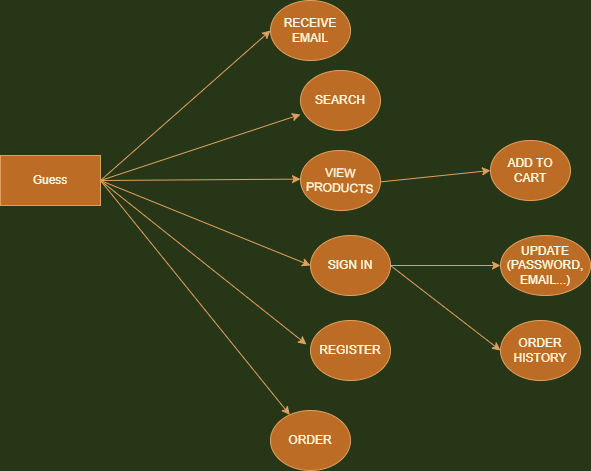 RECEIVE
EMAIL
SEARCH
Guess
VIEW
PRODUCTS
ADD TO
CART
SIGN IN
UPDATE
(PASSWORD,
EMAIL...)
REGISTER
ORDER
HISTORY
ORDER